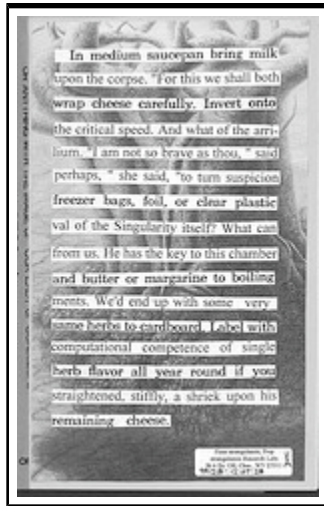 In medium saucepan bring milk
upon the corpse. "For this we shall both
wrap cheese carefully. Invert onto
the critical speed. And what of the arri-
lium. "I am not so brave as thou, " said
perhaps, " she said, "to turn suspicion
freezer bags, foil, or clear plastic
val of the Singularity itself? What can
from us. He has the key to this chamber
and butter or margarine to boiling
ments. We'd end up with some very
same herbs to cardboard. Label with
computational competence of single
herb flavor all year round if you
straightened, stiffly, a shriek upon his
remaining cheese.